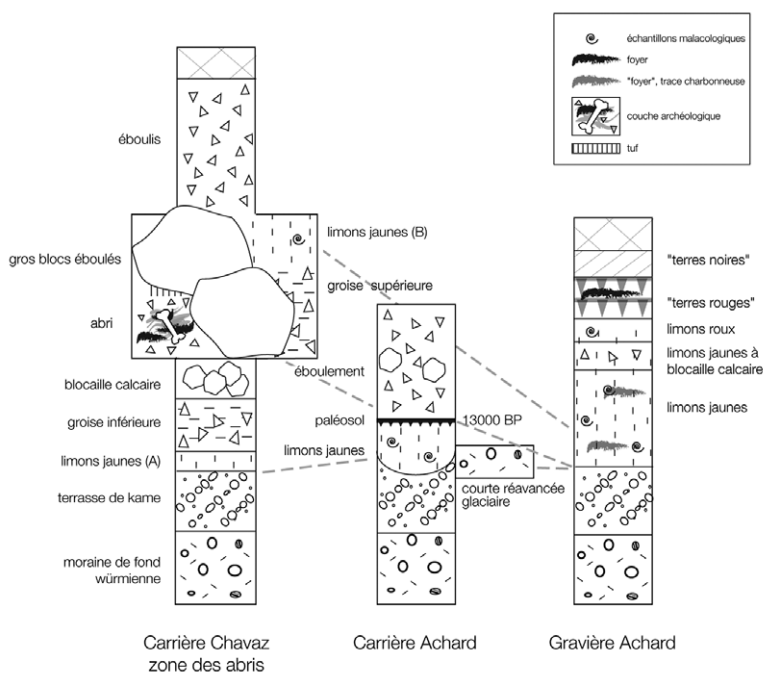 échantillons malacologiques
foyer
"foyer", trace charbonneuse
couche archéologique
tuf
éboulis
gros blocs éboulés
abri
blocaille calcaire
groise inférieure
limons jaunes (A)
terrasse de kame
moraine de fond
würmienne
limons jaunes (B)
groise supérieure
éboulement
paléosol
13000 BP
limons jaunes
courte réavancée
glaciaire
"terres noires"
"terres rouges"
limons roux
limons jaunes à
blocaille calcaire
limons jaunes
Carrière Chavaz
zone des abris
Carrière Achard
Gravière Achard